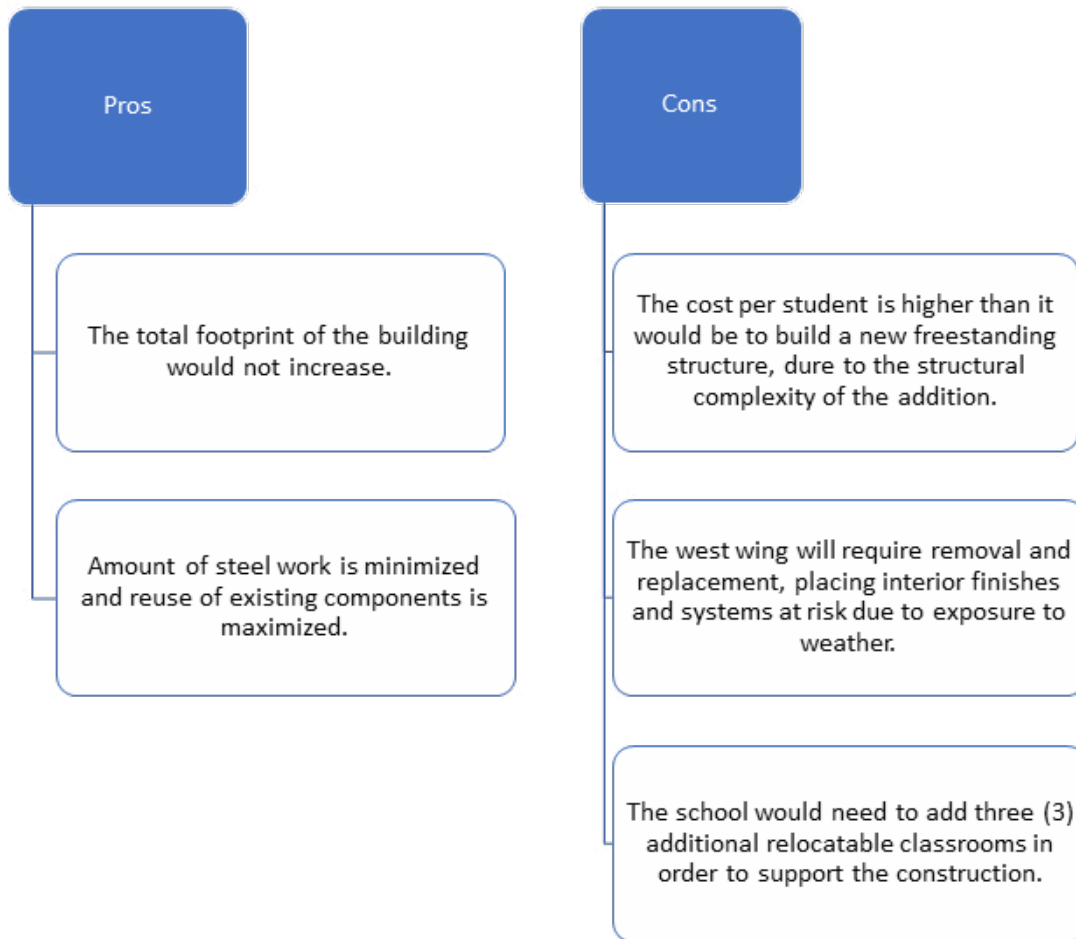 Pros
The total footprint of the building
would not increase.
Amount of steel work is minimized
and reuse of existing components is
maximized.
Cons
The cost per student is higher than it
would be to build a new freestanding
structure, dure to the structural
complexity of the addition.
The west wing will require removal and
replacement, placing interior finishes
and systems at risk due to exposure to
weather.
The school would need to add three (3)
additional relocatable classrooms in
order to support the construction.